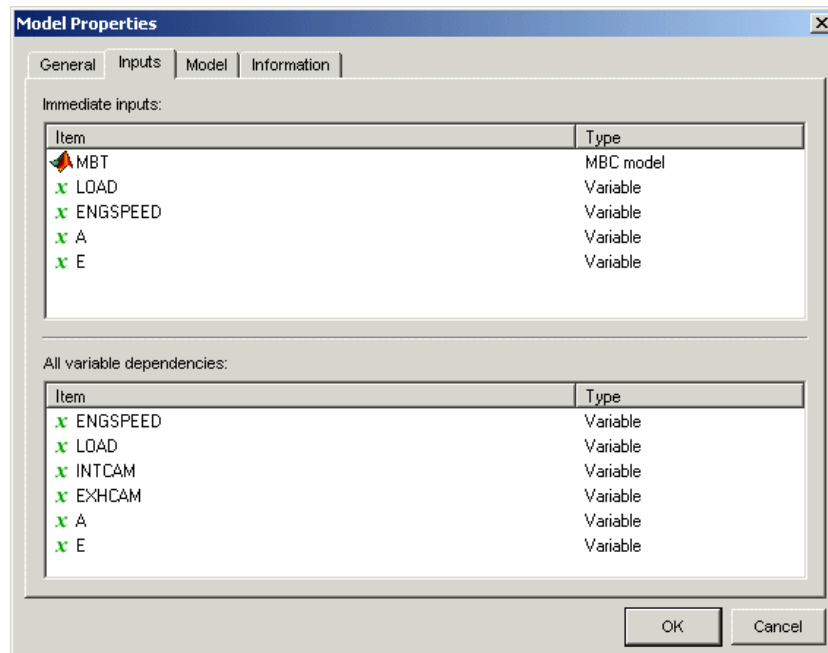 Model Properties
General Inputs Model Information
Immediate inputs:
Item Type
MBT MBC model
x LOAD Variable
x ENGSPEED Variable
x A Variable
x E Variable
All variable dependencies:
Item Type
x ENGSPEED Variable
x LOAD Variable
x INTCAM Variable
x EXHCAM Variable
x A Variable
x E Variable
OK Cancel